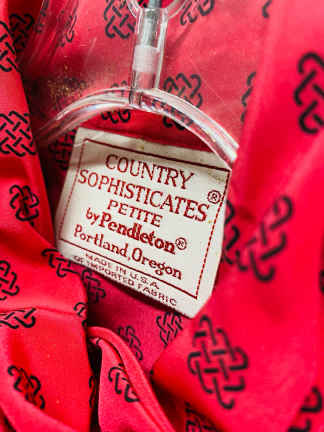 COUNTRY
SOPHISTICATES®
PETITE
by Pendleton®
Portland, Oregon
MADE IN U.S.A.
OF IMPORTED FABRIC